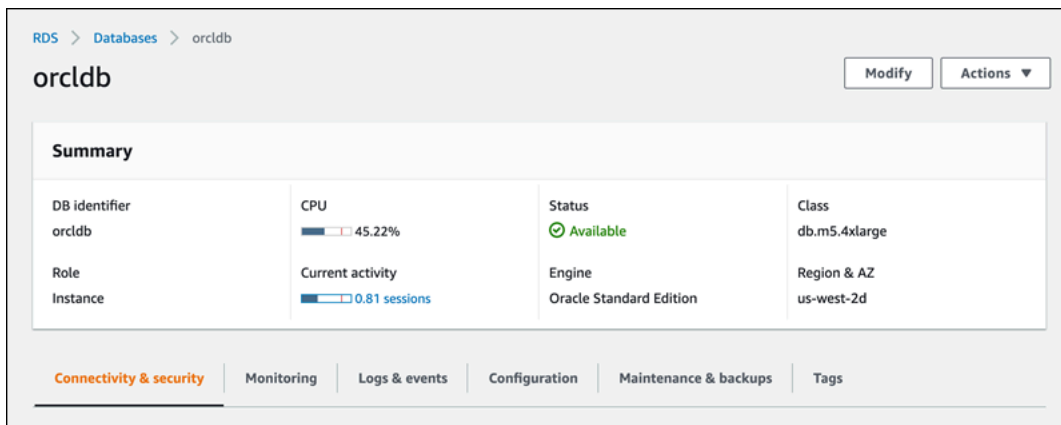 RDS > Databases > orcldb
orcldb
Modify
Actions ▼
Summary
DB identifier
CPU
Status
Class
orcldb
45.22%
Available
db.m5.4xlarge
Role
Current activity
Engine
Region & AZ
Instance
0.81 sessions
Oracle Standard Edition
us-west-2d
Connectivity & security
Monitoring
Logs & events
Configuration
Maintenance & backups
Tags